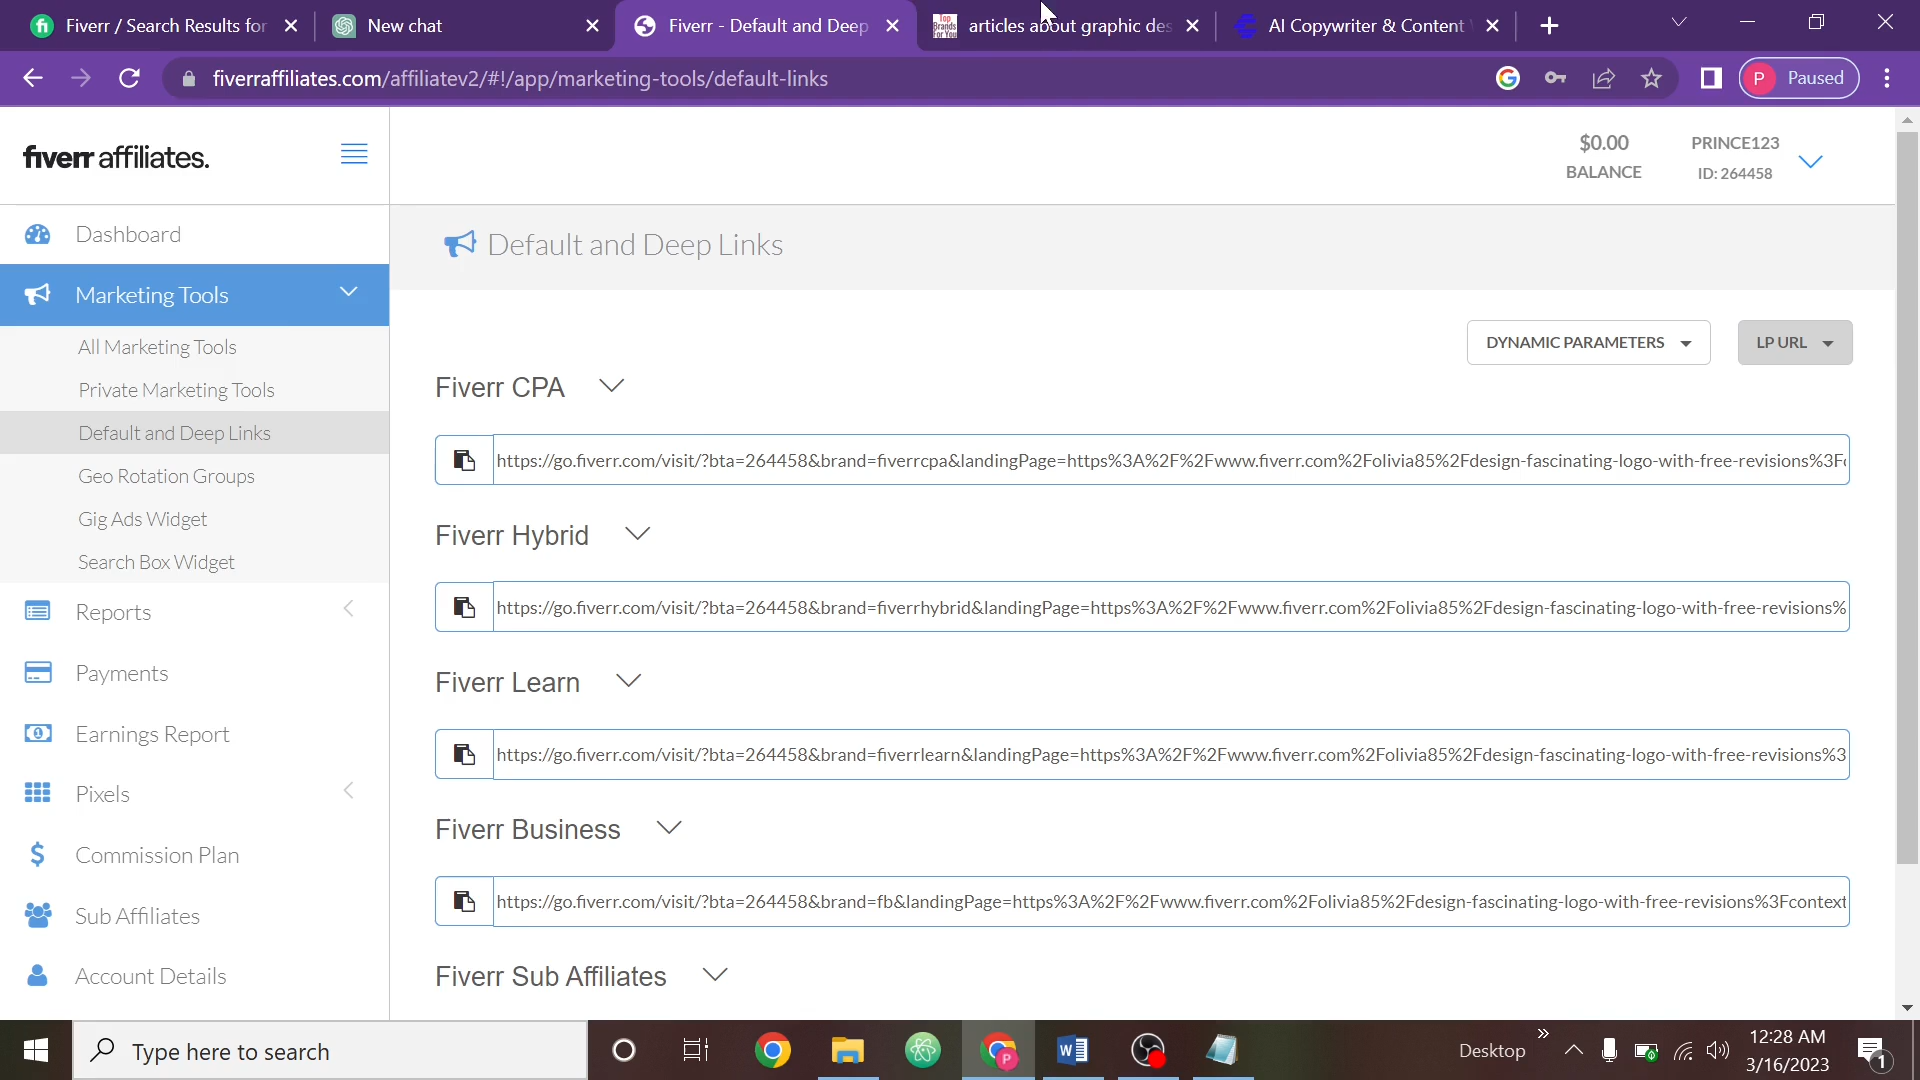 Fiverr / Search Results for
New chat
Fiverr - Default and Deep
Top Brands For You
articles about graphic des
AI Copywriter & Content
fiverraffiliates.com/affiliatev2/#!/app/marketing-tools/default-links
P Paused
fiverr affiliates.
$0.00
BALANCE
PRINCE123
ID: 264458
Dashboard
Marketing Tools
All Marketing Tools
Private Marketing Tools
Default and Deep Links
Geo Rotation Groups
Gig Ads Widget
Search Box Widget
Reports
Payments
Earnings Report
Pixels
Commission Plan
Sub Affiliates
Account Details
Default and Deep Links
DYNAMIC PARAMETERS
LP URL
Fiverr CPA
https://go.fiverr.com/visit/?bta=264458&brand=fiverrcpa&landingPage=https%3A%2F%2Fwww.fiverr.com%2Folivia85%2Fdesign-fascinating-logo-with-free-revisions%3F
Fiverr Hybrid
https://go.fiverr.com/visit/?bta=264458&brand=fiverrhybrid&landingPage=https%3A%2F%2Fwww.fiverr.com%2Folivia85%2Fdesign-fascinating-logo-with-free-revisions%
Fiverr Learn
https://go.fiverr.com/visit/?bta=264458&brand=fiverrlearn&landingPage=https%3A%2F%2Fwww.fiverr.com%2Folivia85%2Fdesign-fascinating-logo-with-free-revisions%3
Fiverr Business
https://go.fiverr.com/visit/?bta=264458&brand=fb&landingPage=https%3A%2F%2Fwww.fiverr.com%2Folivia85%2Fdesign-fascinating-logo-with-free-revisions%3Fcontext
Fiverr Sub Affiliates
Type here to search
Desktop
12:28 AM
3/16/2023
1